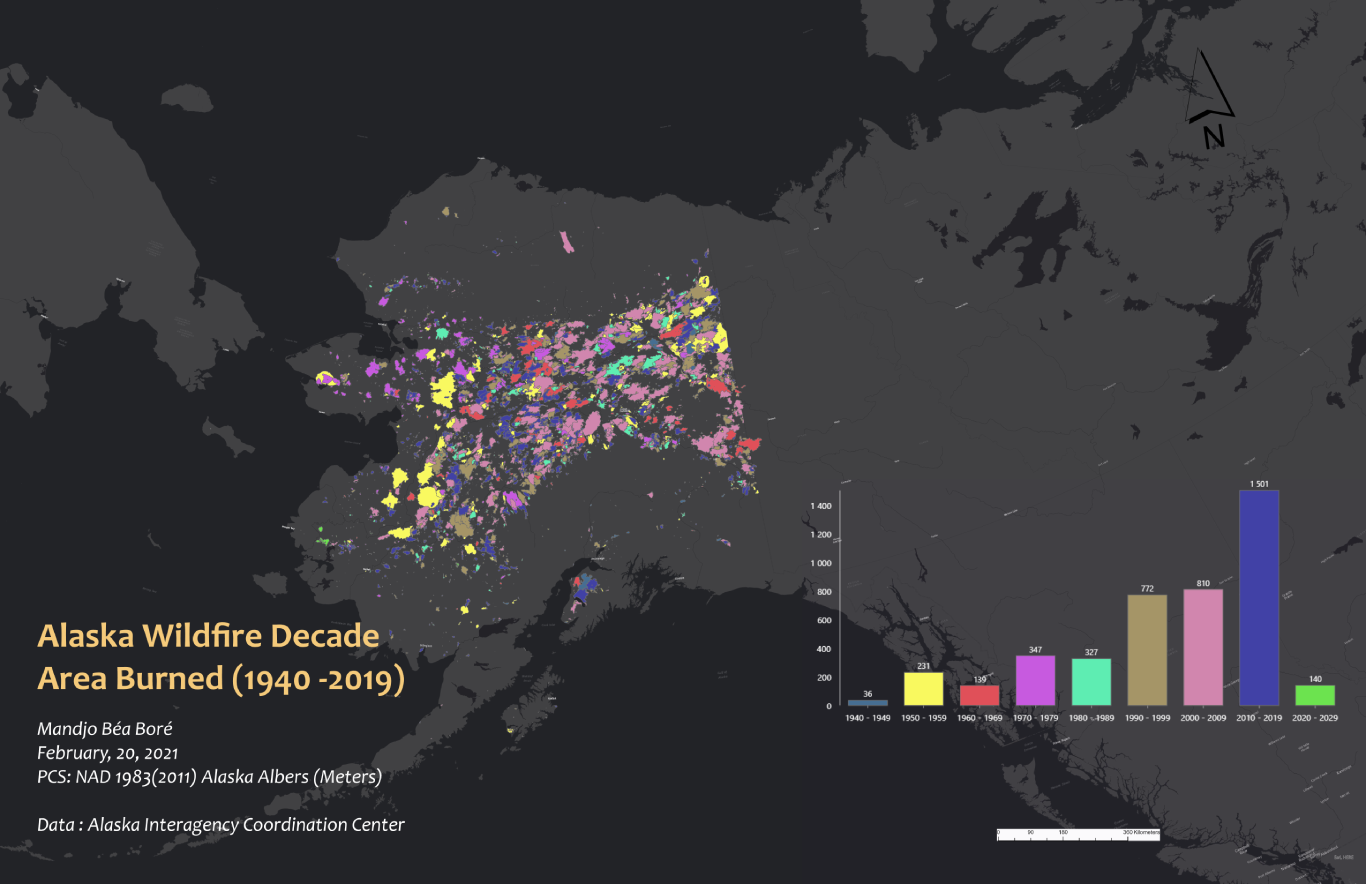 N
Alaska Wildfire Decade
Area Burned (1940 -2019)
Mandjo Béa Boré
February, 20, 2021
PCS: NAD 1983(2011) Alaska Albers (Meters)
Data : Alaska Interagency Coordination Center
1 400
1 200
1 000
800
600
400
200
0
36
231
139
347
327
772
810
1 501
140
1940 - 1949
1950 - 1959
1960 - 1969
1970 - 1979
1980 - 1989
1990 - 1999
2000 - 2009
2010 - 2019
2020 - 2029
0 90 180 360 Kilometers